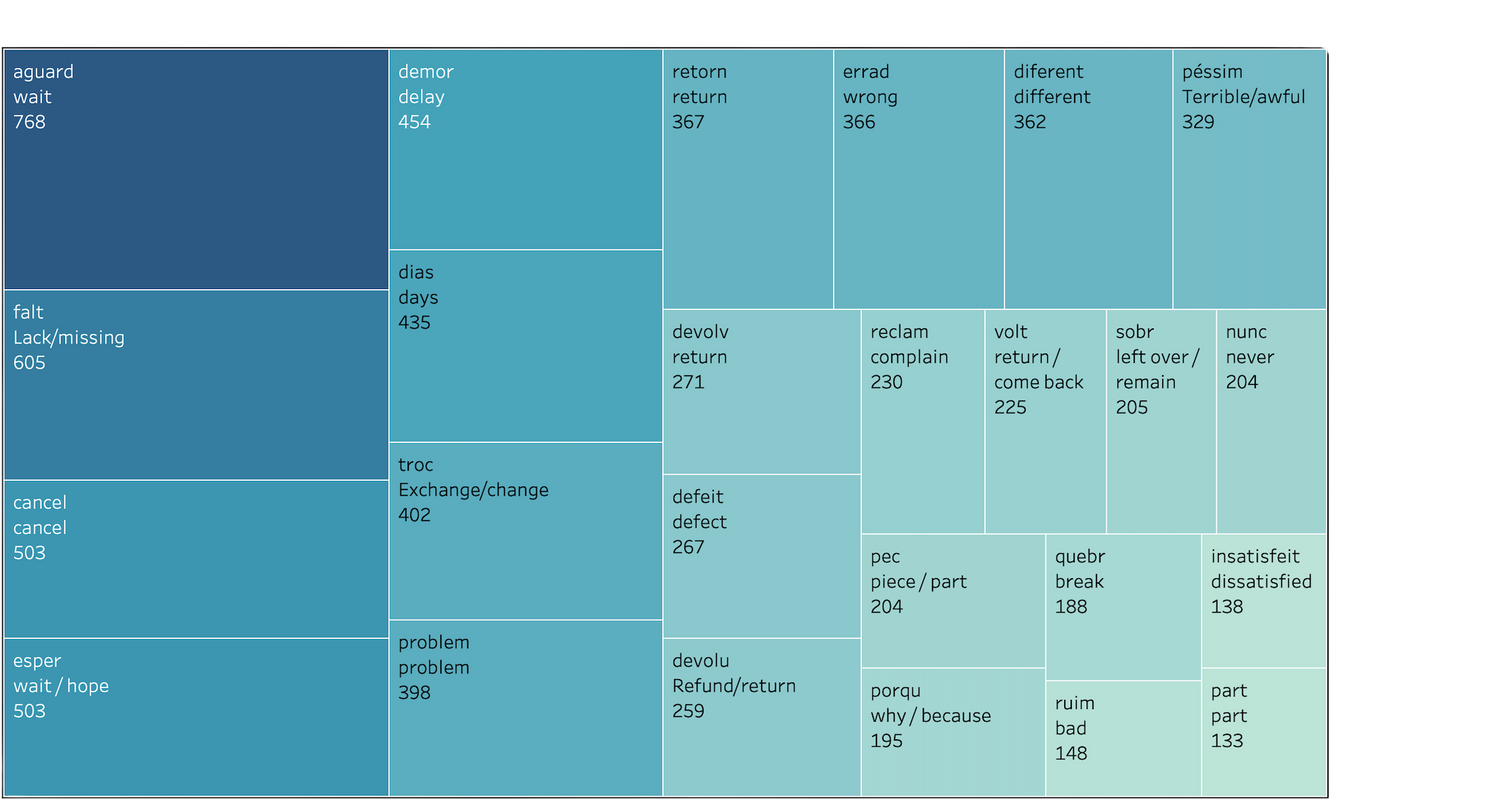 aguard
wait
768
falt
Lack/missing
605
cancel
cancel
503
esper
wait / hope
503
demor
delay
454
dias
days
435
troc
Exchange/change
402
problem
problem
398
retorn
return
367
errad
wrong
366
diferent
different
362
péssim
Terrible/awful
329
devolv
return
271
defeit
defect
267
devolu
Refund/return
259
reclam
complain
230
volt
return /
come back
225
sobr
left over /
remain
205
nunc
never
204
pec
piece / part
204
porqu
why / because
195
quebr
break
188
ruim
bad
148
insatisfeit
dissatisfied
138
part
part
133